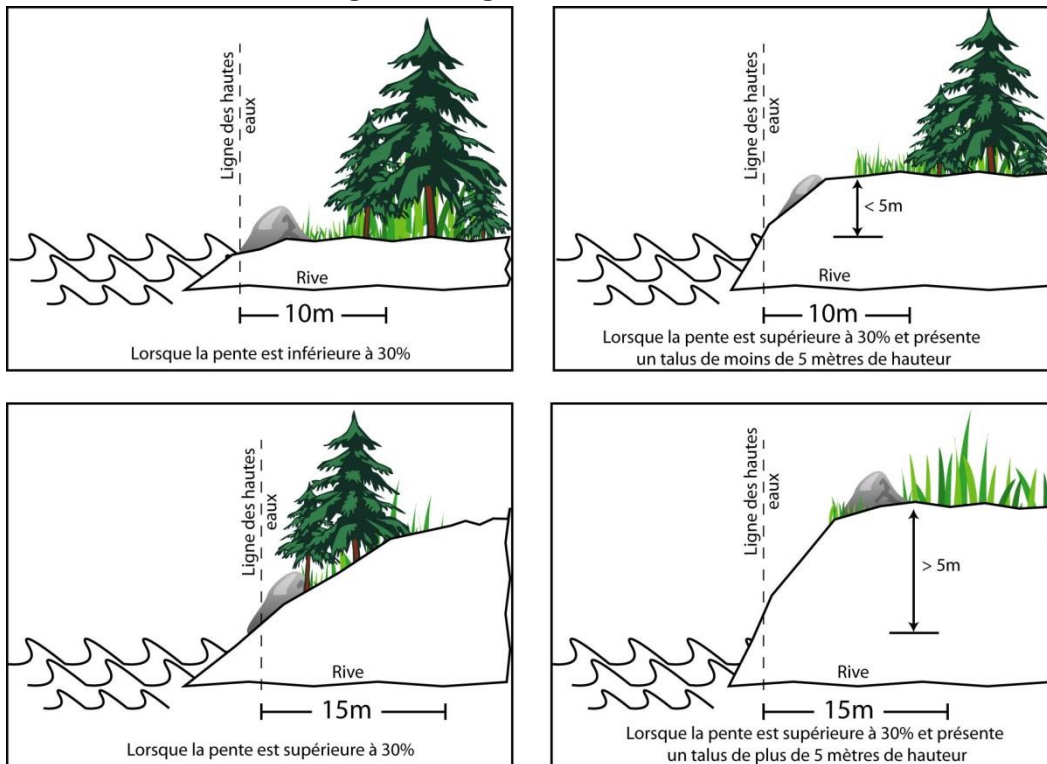 Ligne des hautes
eaux
Rive
10m
Lorsque la pente est inférieure à 30%
Ligne des hautes
eaux
< 5m
Rive
10m
Lorsque la pente est supérieure à 30% et présente
un talus de moins de 5 mètres de hauteur
Ligne des hautes
eaux
Rive
15m
Lorsque la pente est supérieure à 30%
Ligne des hautes
eaux
> 5m
Rive
15m
Lorsque la pente est supérieure à 30% et présente
un talus de plus de 5 mètres de hauteur